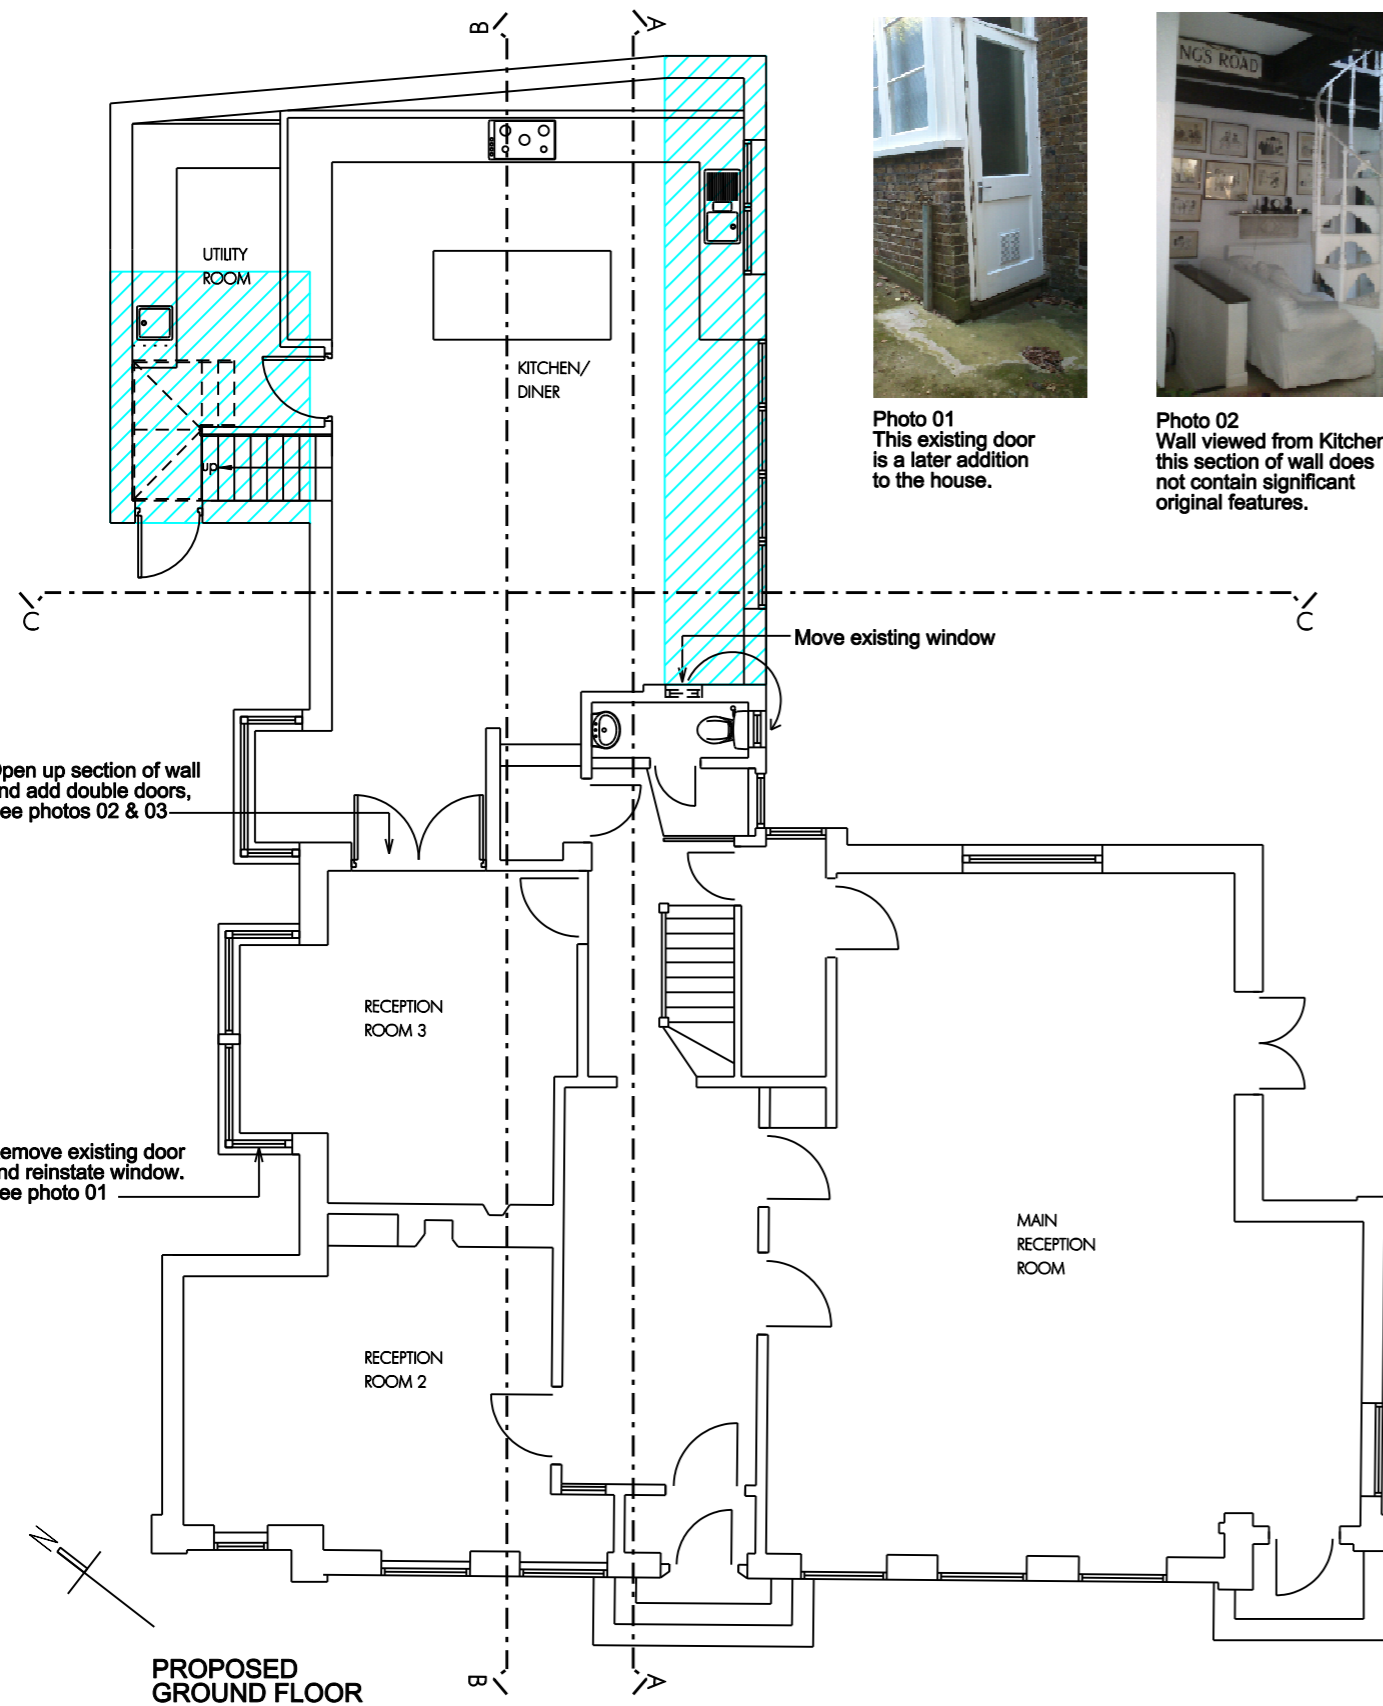 B
A
NG'S ROAD
UTILITY
ROOM
KITCHEN/
DINER
up
Photo 01
This existing door
is a later addition
to the house.
Photo 02
Wall viewed from Kitchen
this section of wall does
not contain significant
original features.
C
C
Move existing window
pen up section of wall
nd add double doors,
ee photos 02 & 03
RECEPTION
ROOM 3
emove existing door
nd reinstate window.
ee photo 01
MAIN
RECEPTION
ROOM
RECEPTION
ROOM 2
N
PROPOSED
GROUND FLOOR
B
A